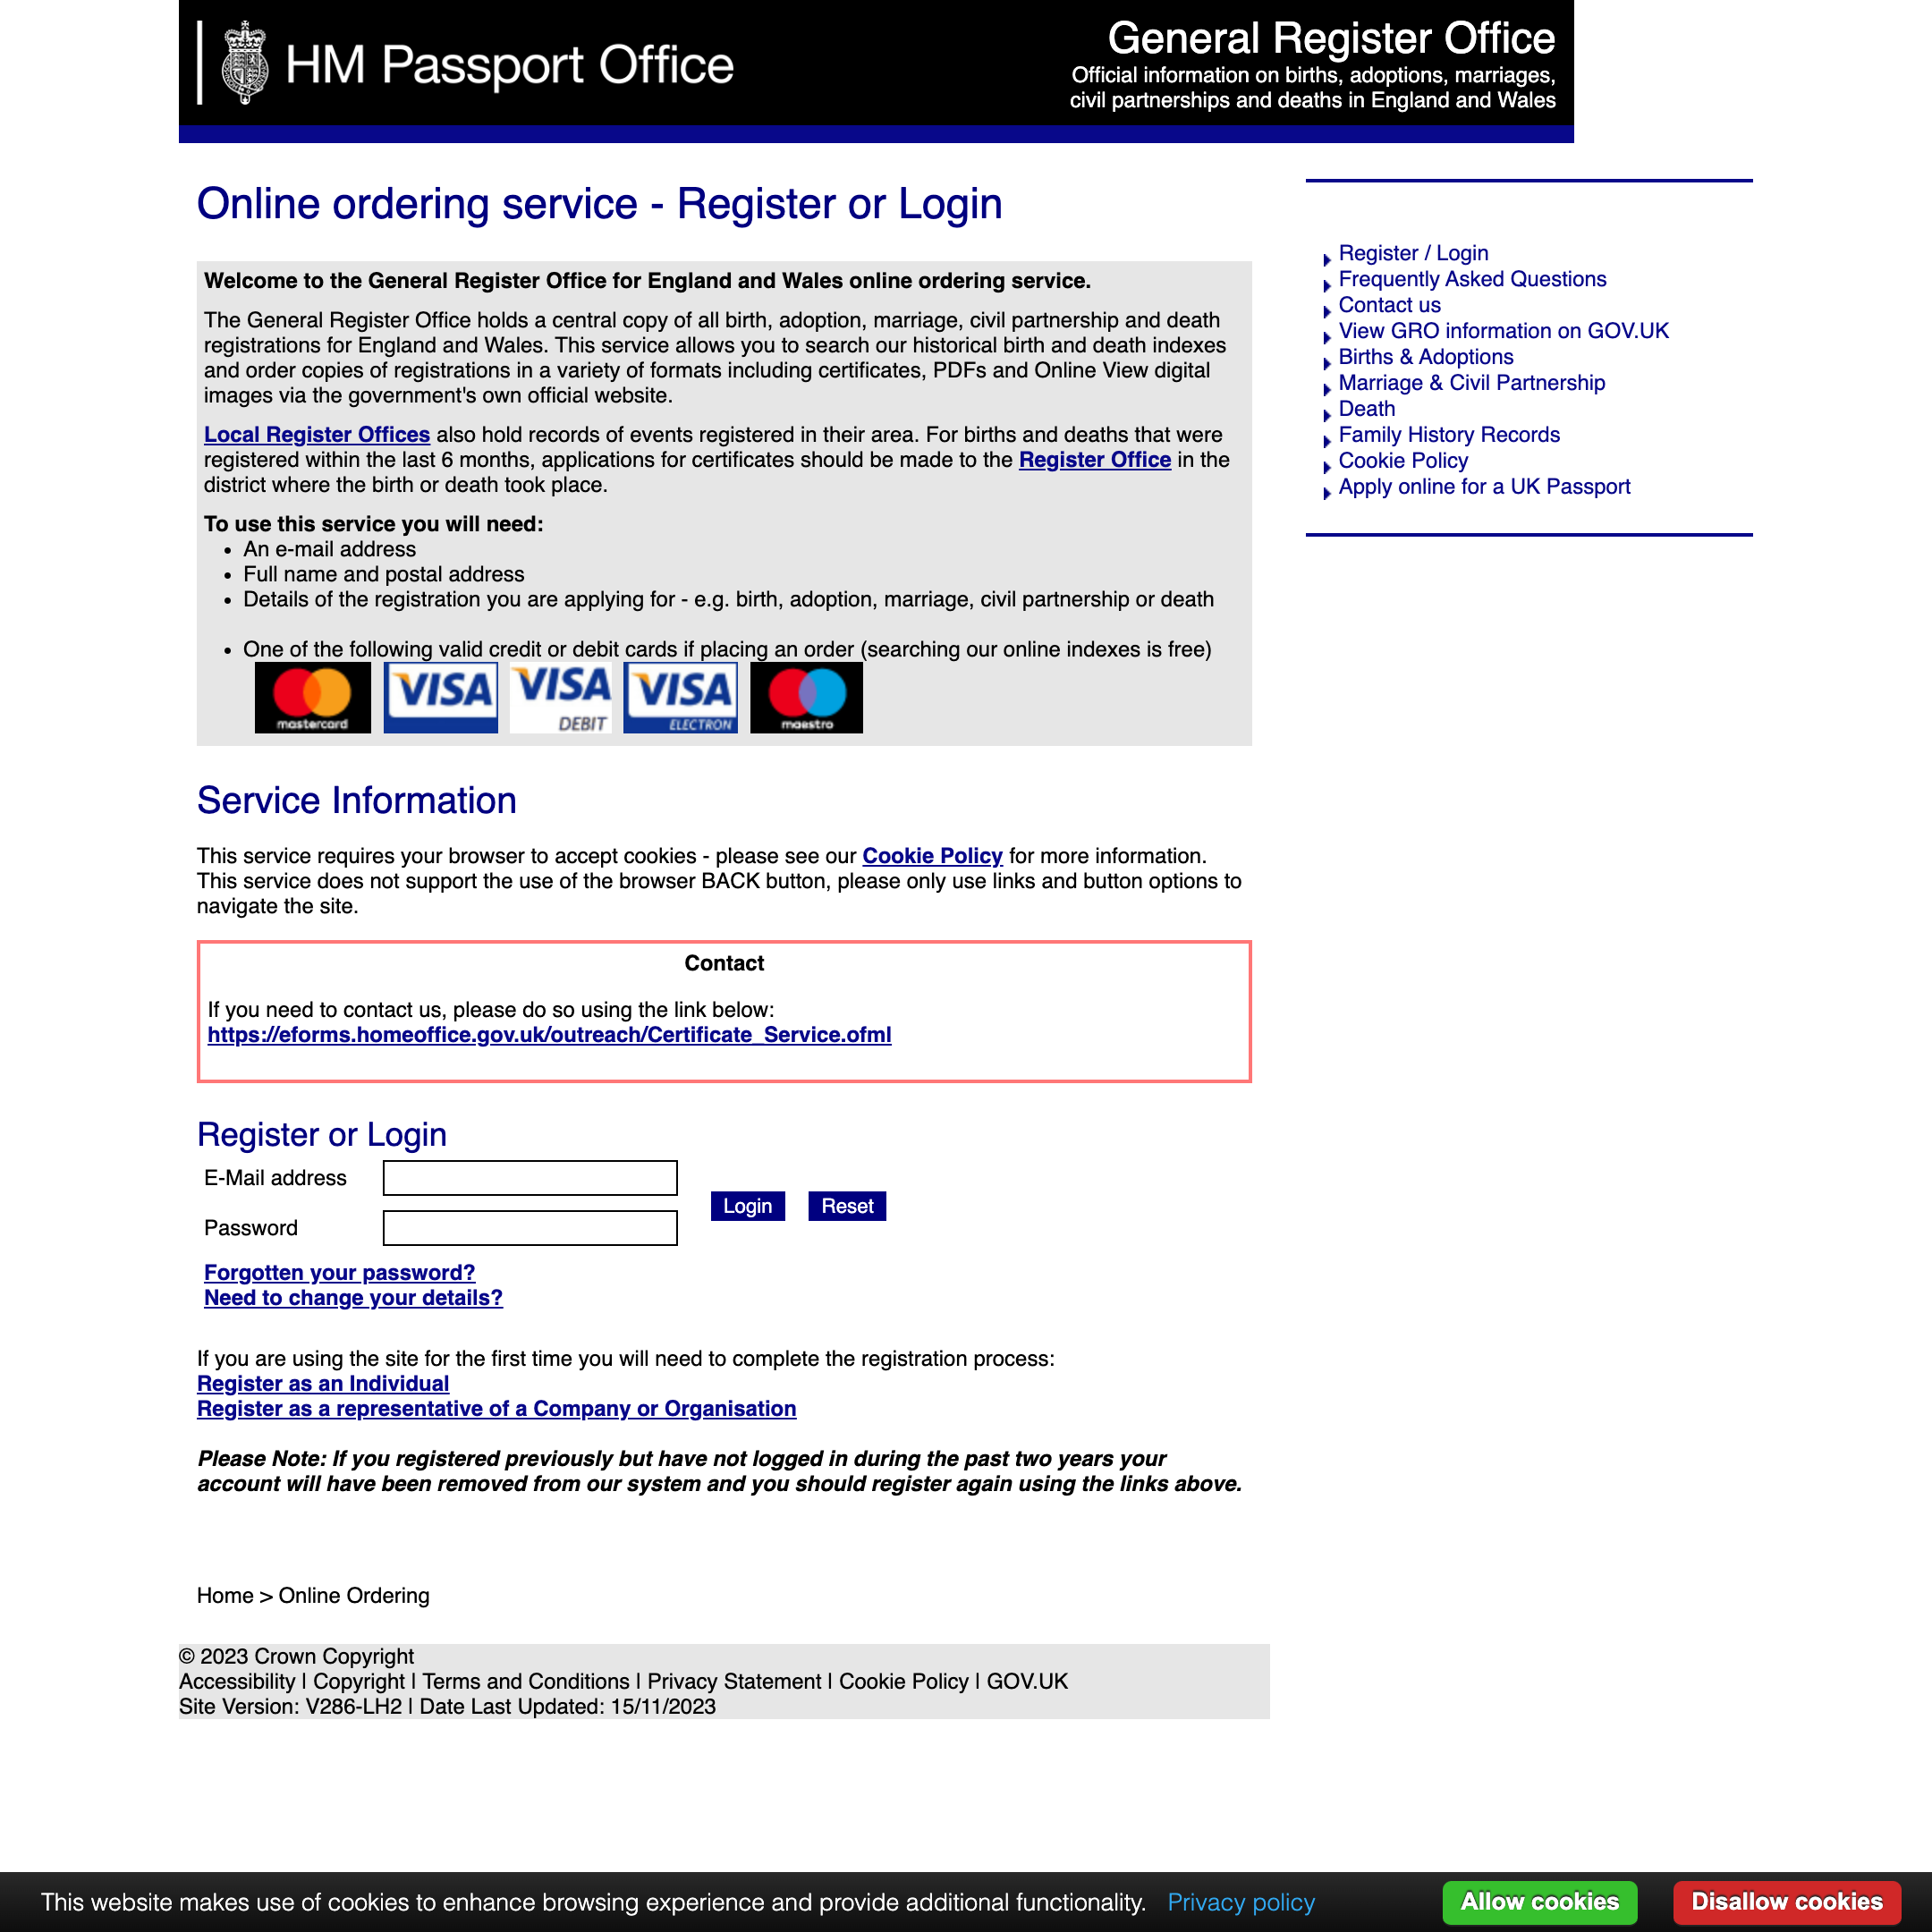 HM Passport Office
General Register Office
Official information on births, adoptions, marriages,
civil partnerships and deaths in England and Wales
Online ordering service - Register or Login
Welcome to the General Register Office for England and Wales online ordering service.
The General Register Office holds a central copy of all birth, adoption, marriage, civil partnership and death
registrations for England and Wales. This service allows you to search our historical birth and death indexes
and order copies of registrations in a variety of formats including certificates, PDFs and Online View digital
images via the government's own official website.
Local Register Offices also hold records of events registered in their area. For births and deaths that were
registered within the last 6 months, applications for certificates should be made to the Register Office in the
district where the birth or death took place.
To use this service you will need:
• An e-mail address
• Full name and postal address
• Details of the registration you are applying for - e.g. birth, adoption, marriage, civil partnership or death
• One of the following valid credit or debit cards if placing an order (searching our online indexes is free)
mastercard VISA VISA DEBIT VISA ELECTRON maestro
Register / Login
Frequently Asked Questions
Contact us
View GRO information on GOV.UK
Births & Adoptions
Marriage & Civil Partnership
Death
Family History Records
Cookie Policy
Apply online for a UK Passport
Service Information
This service requires your browser to accept cookies - please see our Cookie Policy for more information.
This service does not support the use of the browser BACK button, please only use links and button options to
navigate the site.
Contact
If you need to contact us, please do so using the link below:
https://eforms.homeoffice.gov.uk/outreach/Certificate_Service.ofml
Register or Login
E-Mail address
Password
Login Reset
Forgotten your password?
Need to change your details?
If you are using the site for the first time you will need to complete the registration process:
Register as an Individual
Register as a representative of a Company or Organisation
Please Note: If you registered previously but have not logged in during the past two years your
account will have been removed from our system and you should register again using the links above.
Home > Online Ordering
© 2023 Crown Copyright
Accessibility | Copyright | Terms and Conditions | Privacy Statement | Cookie Policy | GOV.UK
Site Version: V286-LH2 | Date Last Updated: 15/11/2023
This website makes use of cookies to enhance browsing experience and provide additional functionality. Privacy policy
Allow cookies Disallow cookies